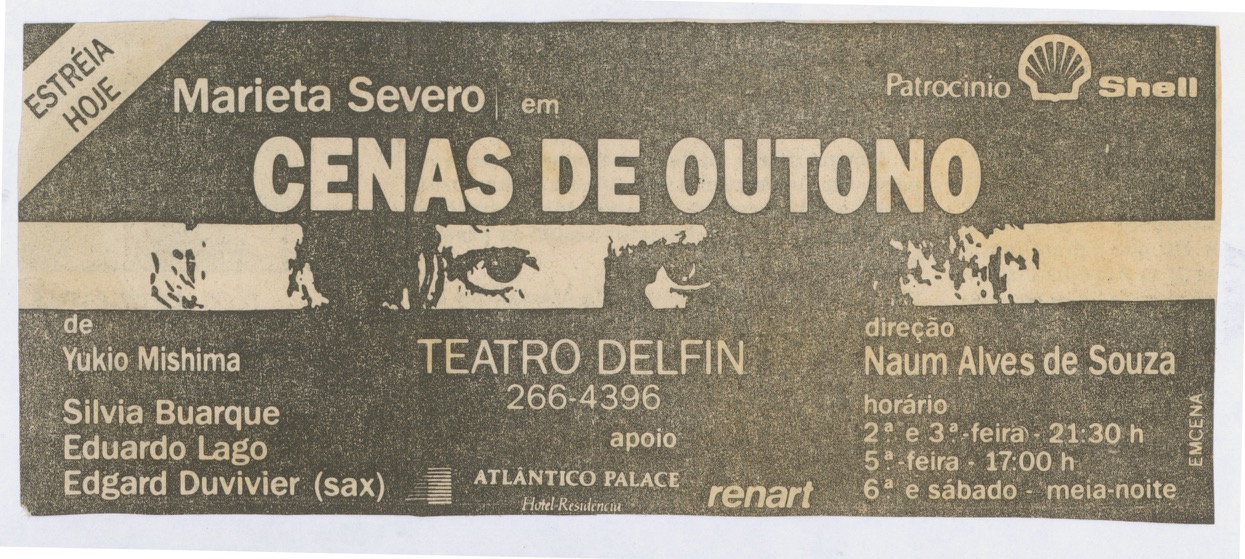 ESTRÉIA
HOJE
Marieta Severo em
Patrocínio Shell
CENAS DE OUTONO
de
Yukio Mishima
Silvia Buarque
Eduardo Lago
Edgard Duvivier (sax)
TEATRO DELFIN
266-4396
apoio
ATLÂNTICO PALACE
Hotel-Residência
renart
direção
Naum Alves de Souza
horário
2ª. e 3ª.-feira - 21:30 h
5ª.-feira - 17:00 h
6ª e sábado - meia-noite
EMCENA